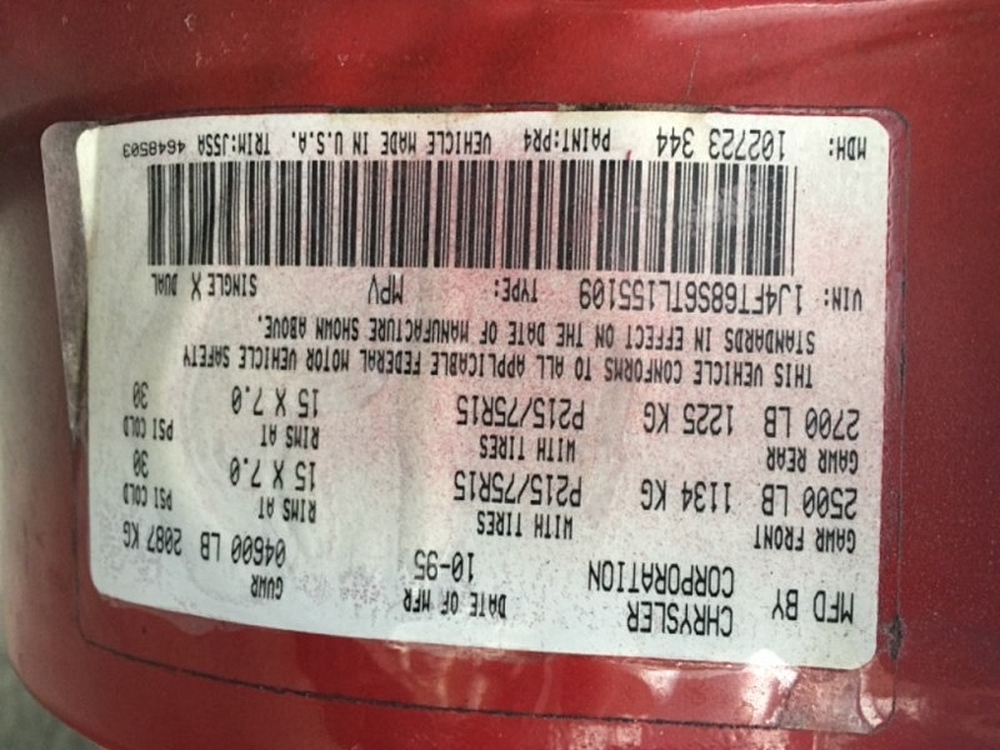 MFD BY CHRYSLER CORPORATION DATE OF MFR 10-95 GVWR 04600 LB 2087 KG
GAWR FRONT WITH TIRES RIMS AT PSI COLD
2500 LB 1134 KG P215/75R15 15 X 7.0 30
GAWR REAR WITH TIRES RIMS AT PSI COLD
2700 LB 1225 KG P215/75R15 15 X 7.0 30
THIS VEHICLE CONFORMS TO ALL APPLICABLE FEDERAL MOTOR VEHICLE SAFETY
STANDARDS IN EFFECT ON THE DATE OF MANUFACTURE SHOWN ABOVE.
VIN: 1J4FT68S6TL155109 TYPE: MPV SINGLE X DUAL
MDH: 102723 344 PAINT:PR4 VEHICLE MADE IN U.S.A. TRIM:J5SA 4648503